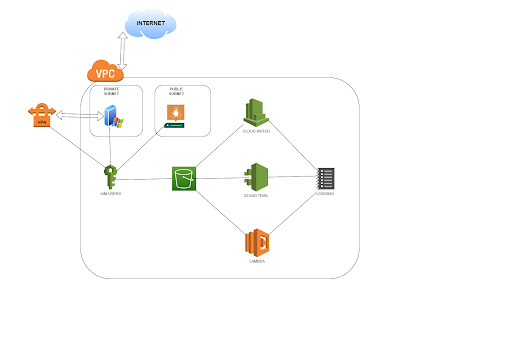 INTERNET
VPC
PRIVATE
SUBNET
PUBLIC
SUBNET
VPN
CLOUD WATCH
IAM USERS
CLOUD TRAIL
LOGGING
LAMBDA